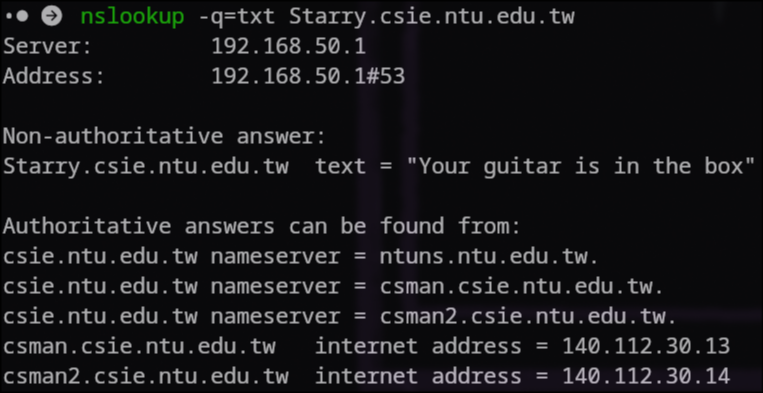 nslookup -q=txt Starry.csie.ntu.edu.tw
Server: 192.168.50.1
Address: 192.168.50.1#53
Non-authoritative answer:
Starry.csie.ntu.edu.tw text = "Your guitar is in the box"
Authoritative answers can be found from:
csie.ntu.edu.tw nameserver = ntuns.ntu.edu.tw.
csie.ntu.edu.tw nameserver = csman.csie.ntu.edu.tw.
csie.ntu.edu.tw nameserver = csman2.csie.ntu.edu.tw.
csman.csie.ntu.edu.tw internet address = 140.112.30.13
csman2.csie.ntu.edu.tw internet address = 140.112.30.14